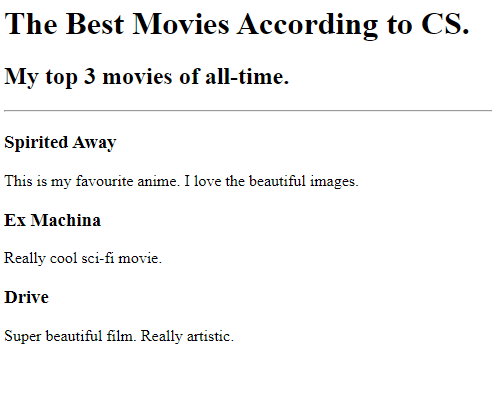 The Best Movies According to CS.
My top 3 movies of all-time.
Spirited Away
This is my favourite anime. I love the beautiful images.
Ex Machina
Really cool sci-fi movie.
Drive
Super beautiful film. Really artistic.